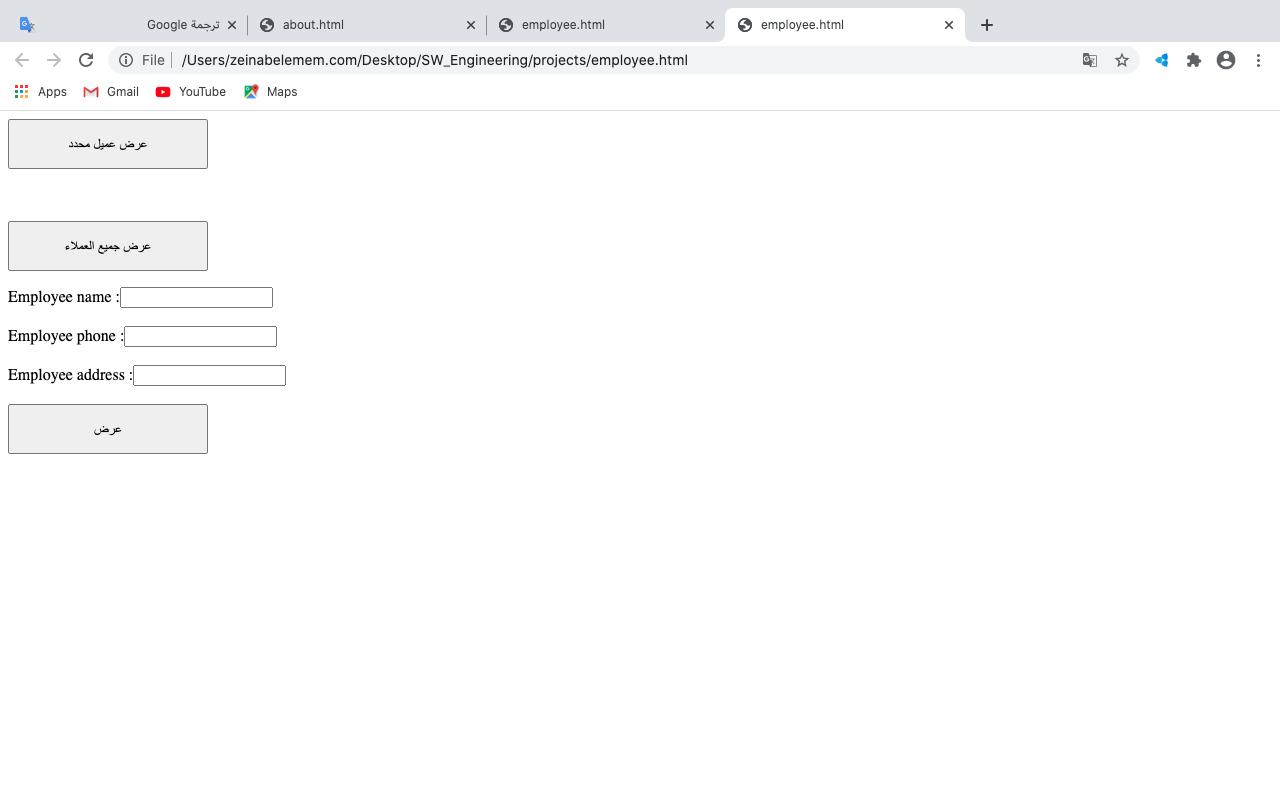 ترجمة Google
about.html
employee.html
employee.html
File
/Users/zeinabelemem.com/Desktop/SW_Engineering/projects/employee.html
Apps
Gmail
YouTube
Maps
عرض عميل محدد
عرض جميع العملاء
Employee name :
Employee phone :
Employee address :
عرض